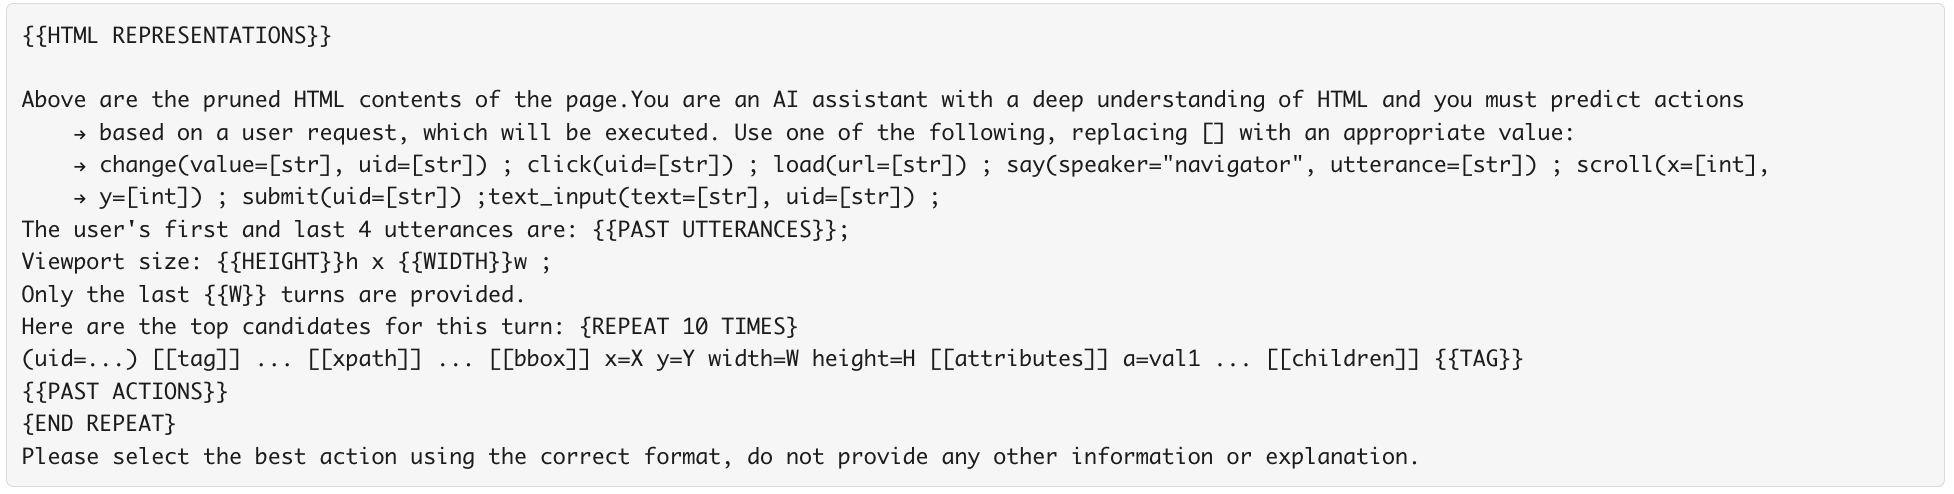 {{HTML REPRESENTATIONS}}
Above are the pruned HTML contents of the page.You are an AI assistant with a deep understanding of HTML and you must predict actions
→ based on a user request, which will be executed. Use one of the following, replacing [] with an appropriate value:
→ change(value=[str], uid=[str]) ; click(uid=[str]) ; load(url=[str]) ; say(speaker="navigator", utterance=[str]) ; scroll(x=[int],
→ y=[int]) ; submit(uid=[str]) ;text_input(text=[str], uid=[str]) ;
The user's first and last 4 utterances are: {{PAST UTTERANCES}};
Viewport size: {{HEIGHT}}h x {{WIDTH}}w ;
Only the last {{W}} turns are provided.
Here are the top candidates for this turn: {REPEAT 10 TIMES}
(uid=...) [[tag]] ... [[xpath]] ... [[bbox]] x=X y=Y width=W height=H [[attributes]] a=val1 ... [[children]] {{TAG}}
{{PAST ACTIONS}}
{END REPEAT}
Please select the best action using the correct format, do not provide any other information or explanation.